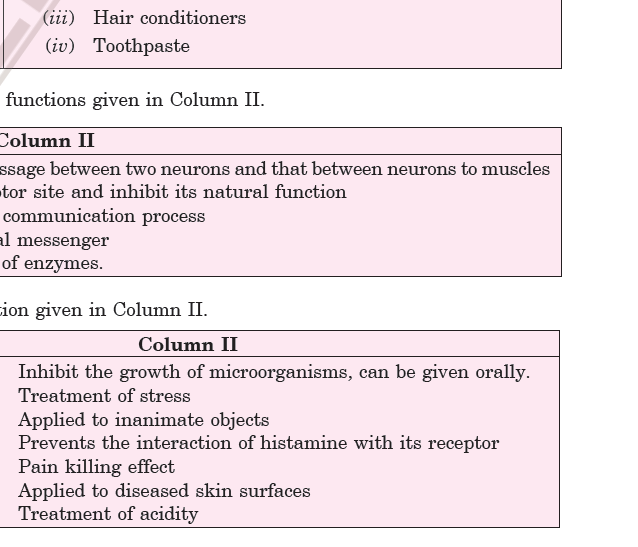 (iii) Hair conditioners
(iv) Toothpaste
functions given in Column II.
Column II
ssage between two neurons and that between neurons to muscles
tor site and inhibit its natural function
communication process
al messenger
of enzymes.
tion given in Column II.
Column II
Inhibit the growth of microorganisms, can be given orally.
Treatment of stress
Applied to inanimate objects
Prevents the interaction of histamine with its receptor
Pain killing effect
Applied to diseased skin surfaces
Treatment of acidity